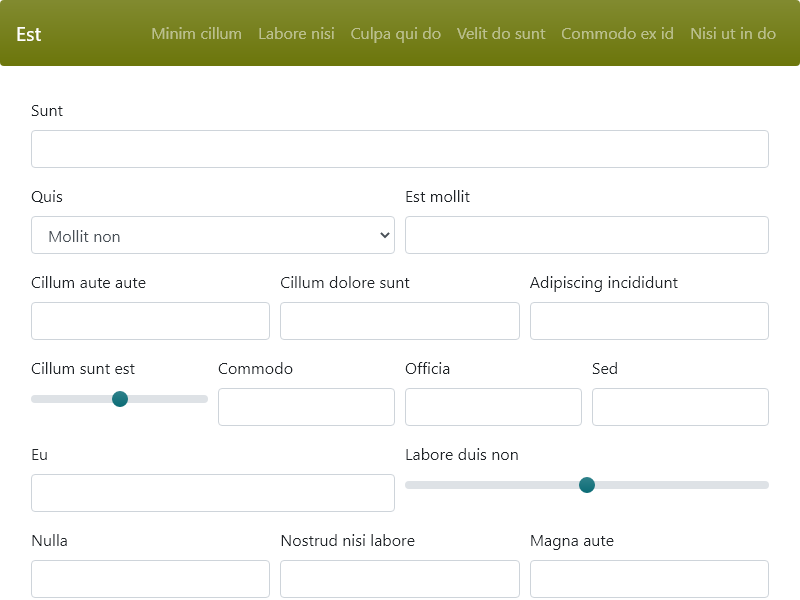 Est Minim cillum Labore nisi Culpa qui do Velit do sunt Commodo ex id Nisi ut in do
Sunt
Quis Est mollit
Mollit non
Cillum aute aute Cillum dolore sunt Adipiscing incididunt
Cillum sunt est Commodo Officia Sed
Eu Labore duis non
Nulla Nostrud nisi labore Magna aute